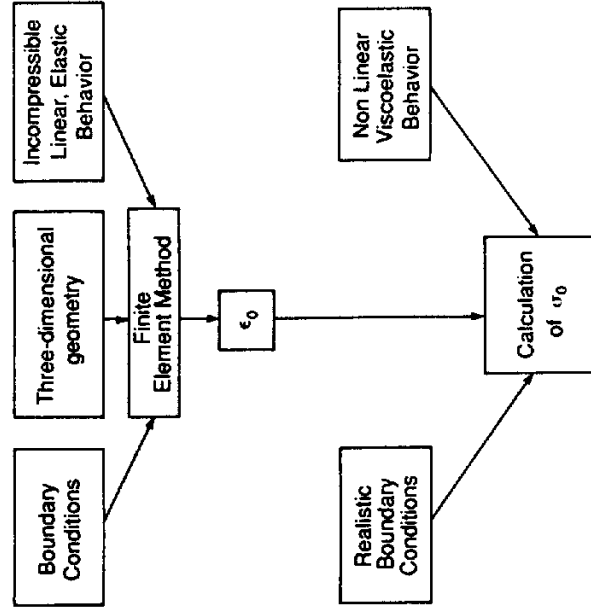 Boundary
Conditions
Three-dimensional
geometry
Incompressible
Linear, Elastic
Behavior
Finite
Element Method
ϵ₀
Realistic
Boundary
Conditions
Non Linear
Viscoelastic
Behavior
Calculation
of σ₀